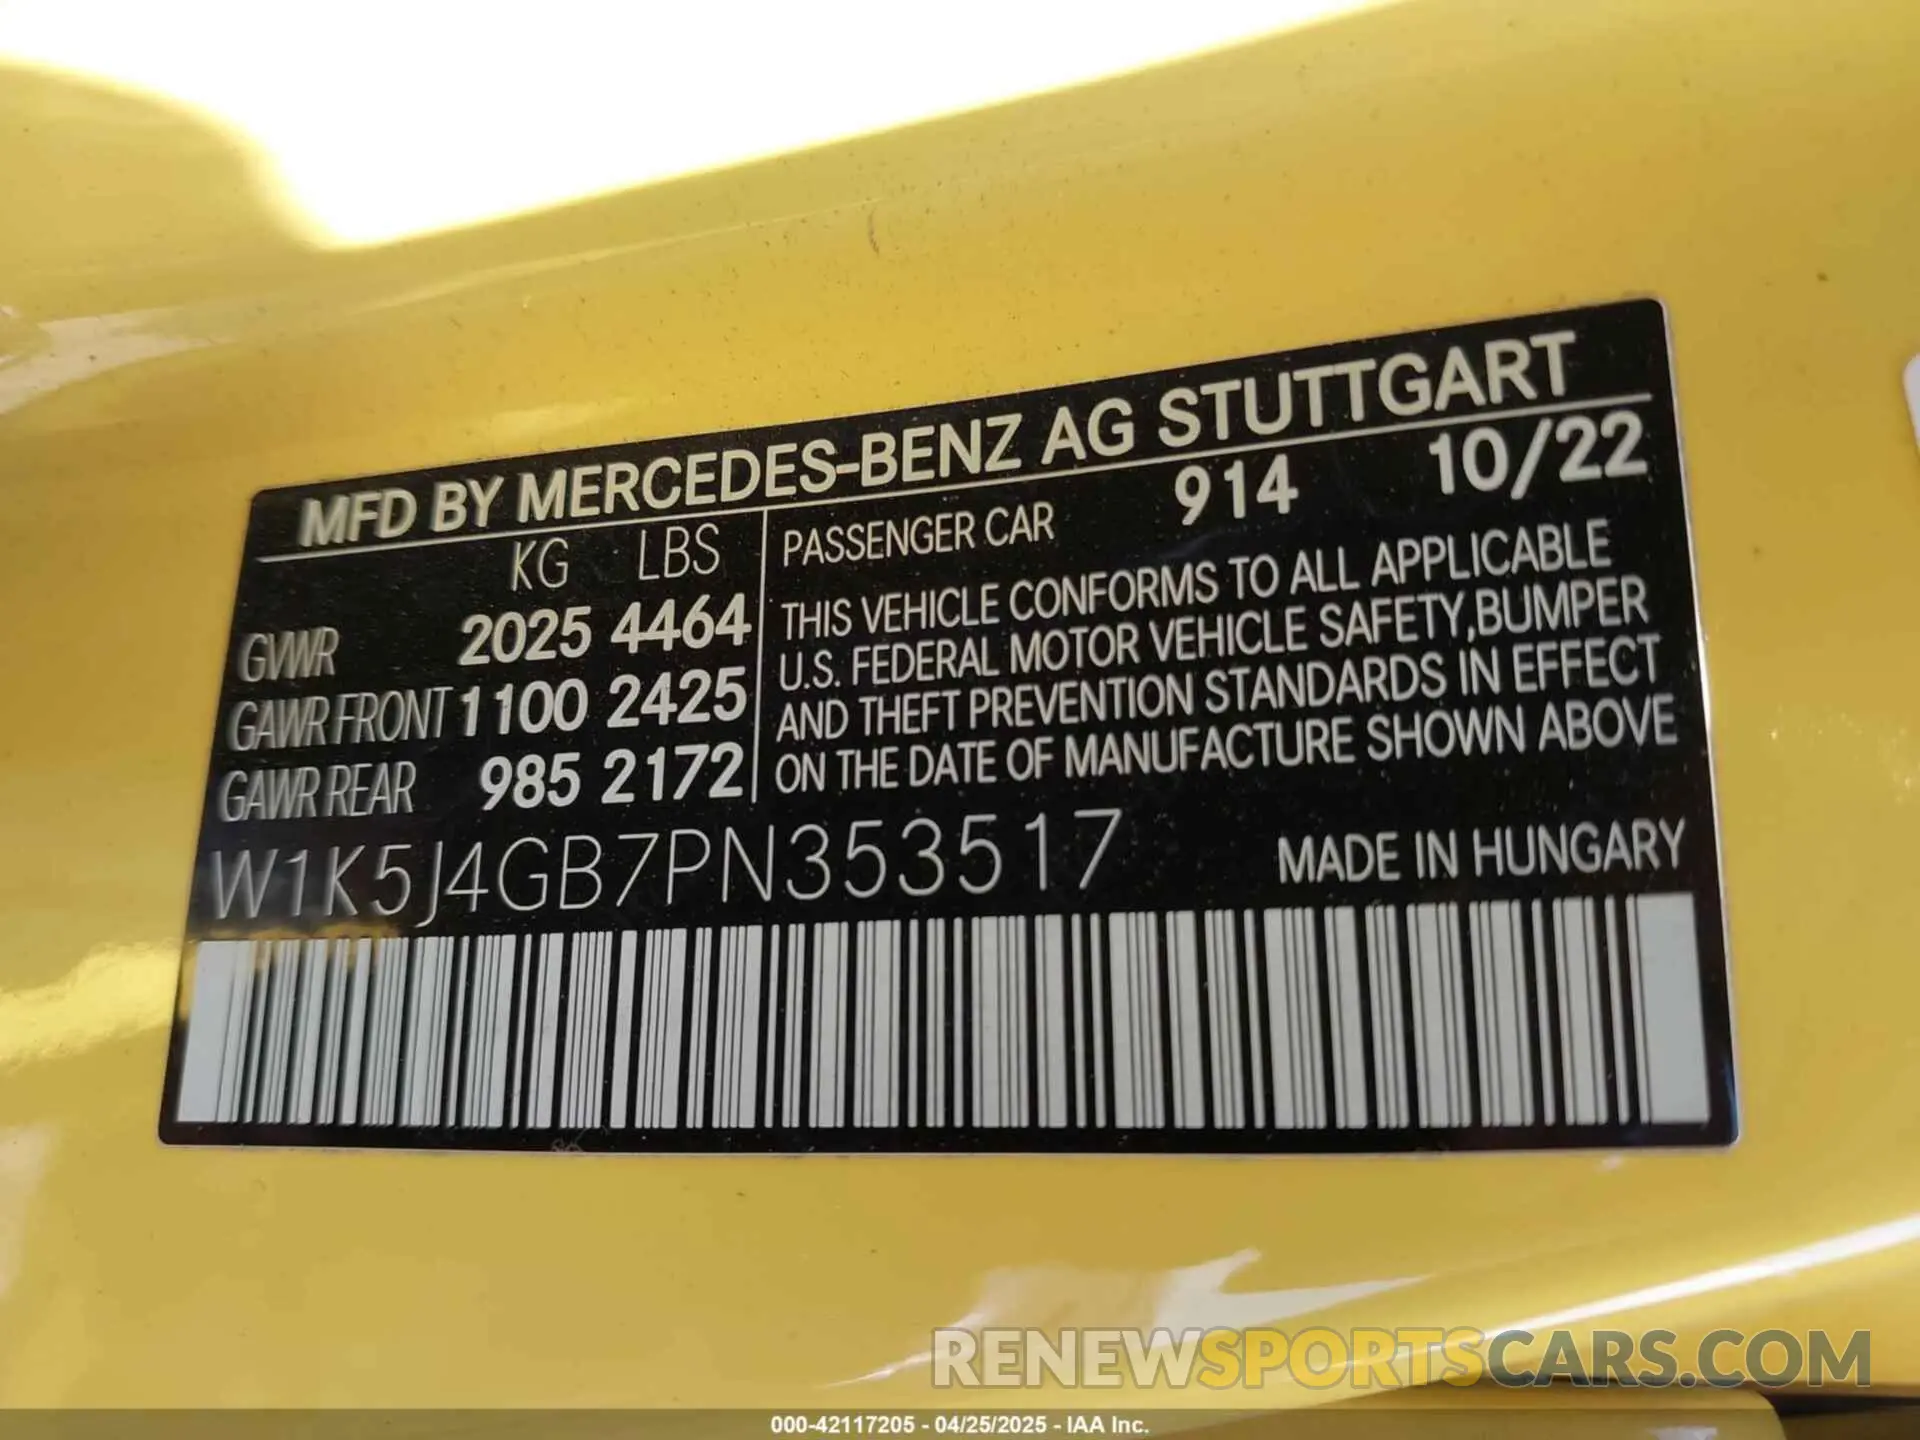 MFD BY MERCEDES-BENZ AG STUTTGART
KG LBS PASSENGER CAR 914 10/22
GVWR 2025 4464
GAWR FRONT 1100 2425
GAWR REAR 985 2172
THIS VEHICLE CONFORMS TO ALL APPLICABLE
U.S. FEDERAL MOTOR VEHICLE SAFETY,BUMPER
AND THEFT PREVENTION STANDARDS IN EFFECT
ON THE DATE OF MANUFACTURE SHOWN ABOVE
W1K5J4GB7PN353517 MADE IN HUNGARY
RENEWSPORTSCARS.COM
000-42117205 - 04/25/2025 - IAA Inc.